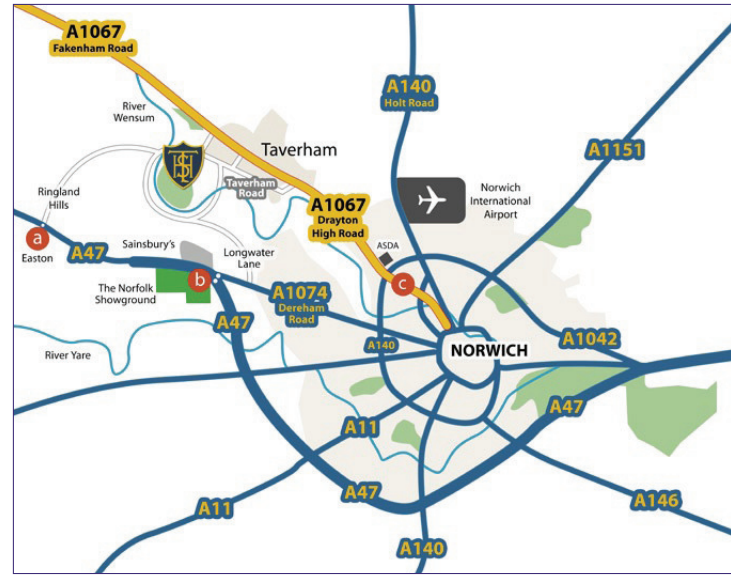 A1067
Fakenham Road
A140
Holt Road
A1151
River
Wensum
Taverham
THS
Taverham
Road
A1067
Drayton
High Road
Norwich
International
Airport
Ringland
Hills
a
Easton
A47
Sainsbury's
Longwater
Lane
ASDA
c
b
The Norfolk
Showground
A1074
Dereham
Road
A47
River Yare
A140
NORWICH
A1042
A47
A11
A47
A11
A146
A140